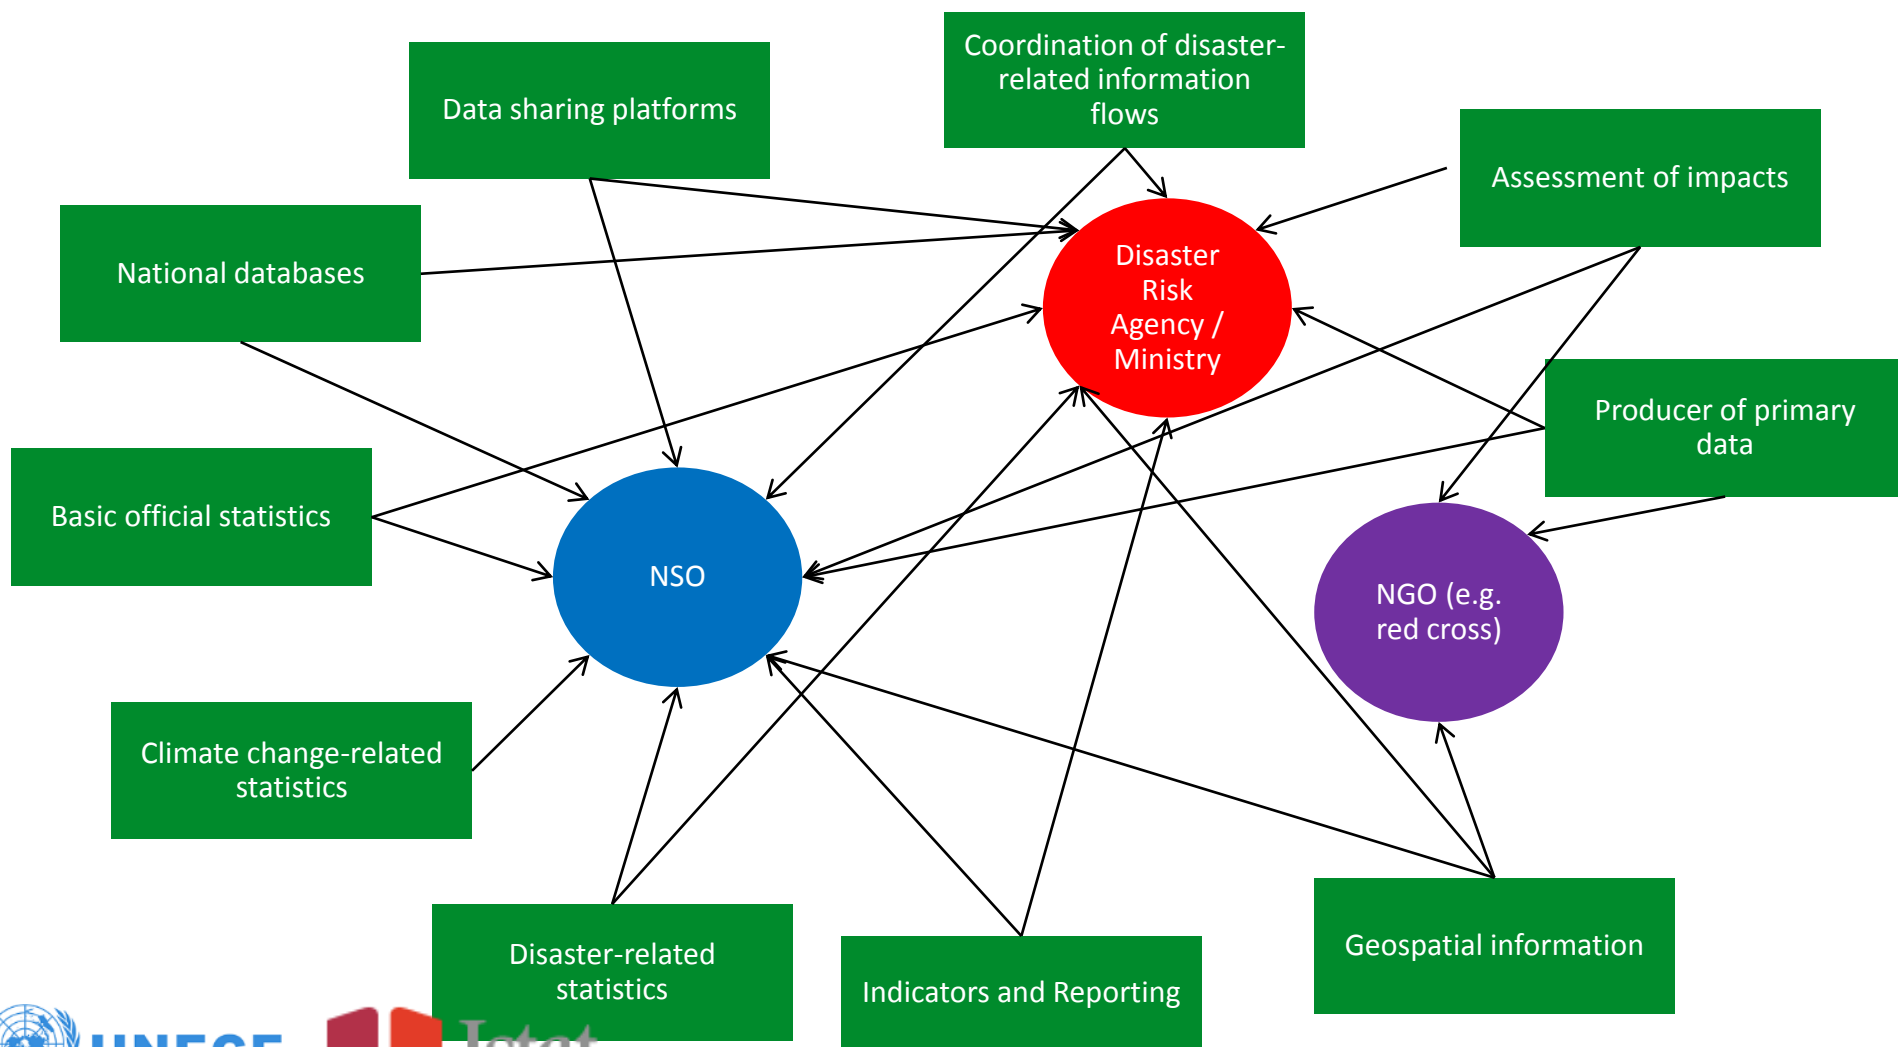 Coordination of disaster-
related information
flows
Data sharing platforms
Assessment of impacts
National databases
Disaster
Risk
Agency /
Ministry
Producer of primary
data
Basic official statistics
NSO
NGO (e.g.
red cross)
Climate change-related
statistics
Disaster-related
statistics
Indicators and Reporting
Geospatial information
UNECE
Istat